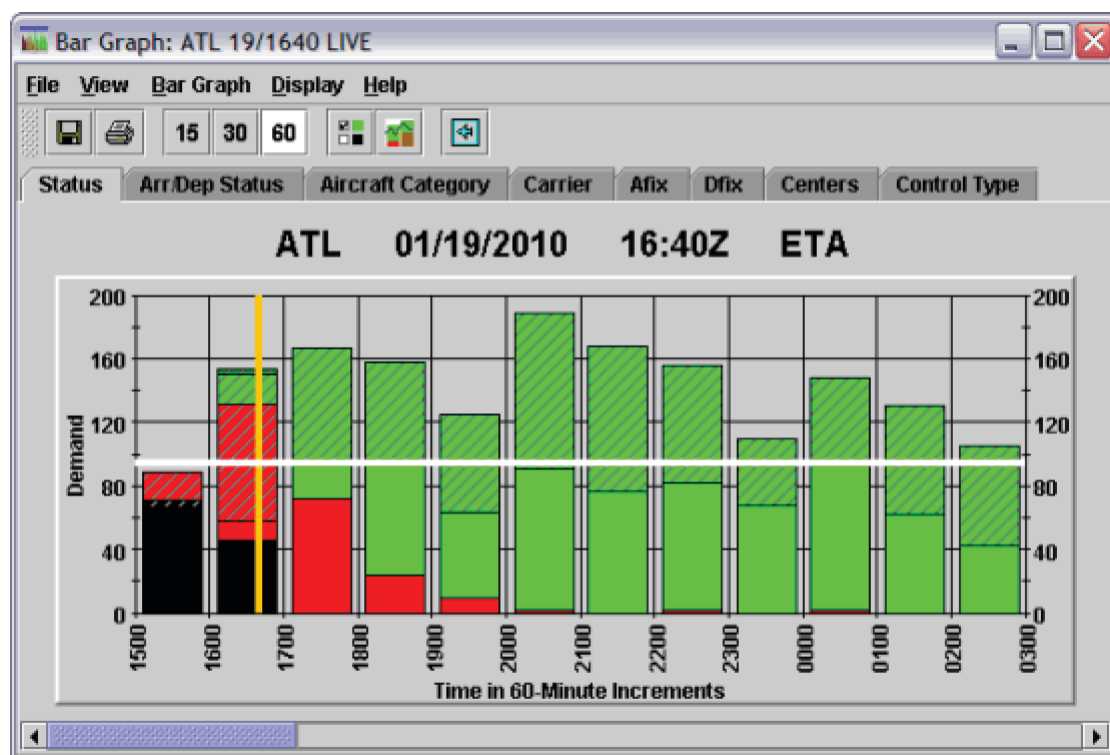 Bar Graph: ATL 19/1640 LIVE
File View Bar Graph Display Help
15 30 60
Status Arr/Dep Status Aircraft Category Carrier Afix Dfix Centers Control Type
ATL 01/19/2010 16:40Z ETA
200 200
160 160
120 120
80 80
40 40
0 0
Demand
1500 1600 1700 1800 1900 2000 2100 2200 2300 0000 0100 0200 0300
Time in 60-Minute Increments